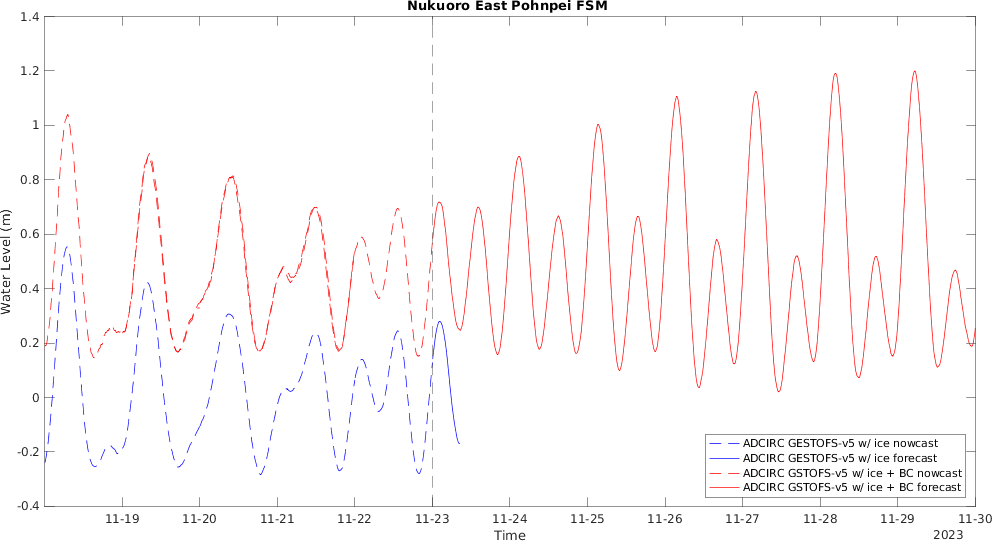 Nukuoro East Pohnpei FSM
1.4
1.2
1
0.8
0.6
0.4
0.2
0
-0.2
-0.4
Water Level (m)
ADCIRC GESTOFS-v5 w/ ice nowcast
ADCIRC GESTOFS-v5 w/ ice forecast
ADCIRC GSTOFS-v5 w/ ice + BC nowcast
ADCIRC GSTOFS-v5 w/ ice + BC forecast
11-19 11-20 11-21 11-22 11-23 11-24 11-25 11-26 11-27 11-28 11-29 11-30
Time
2023